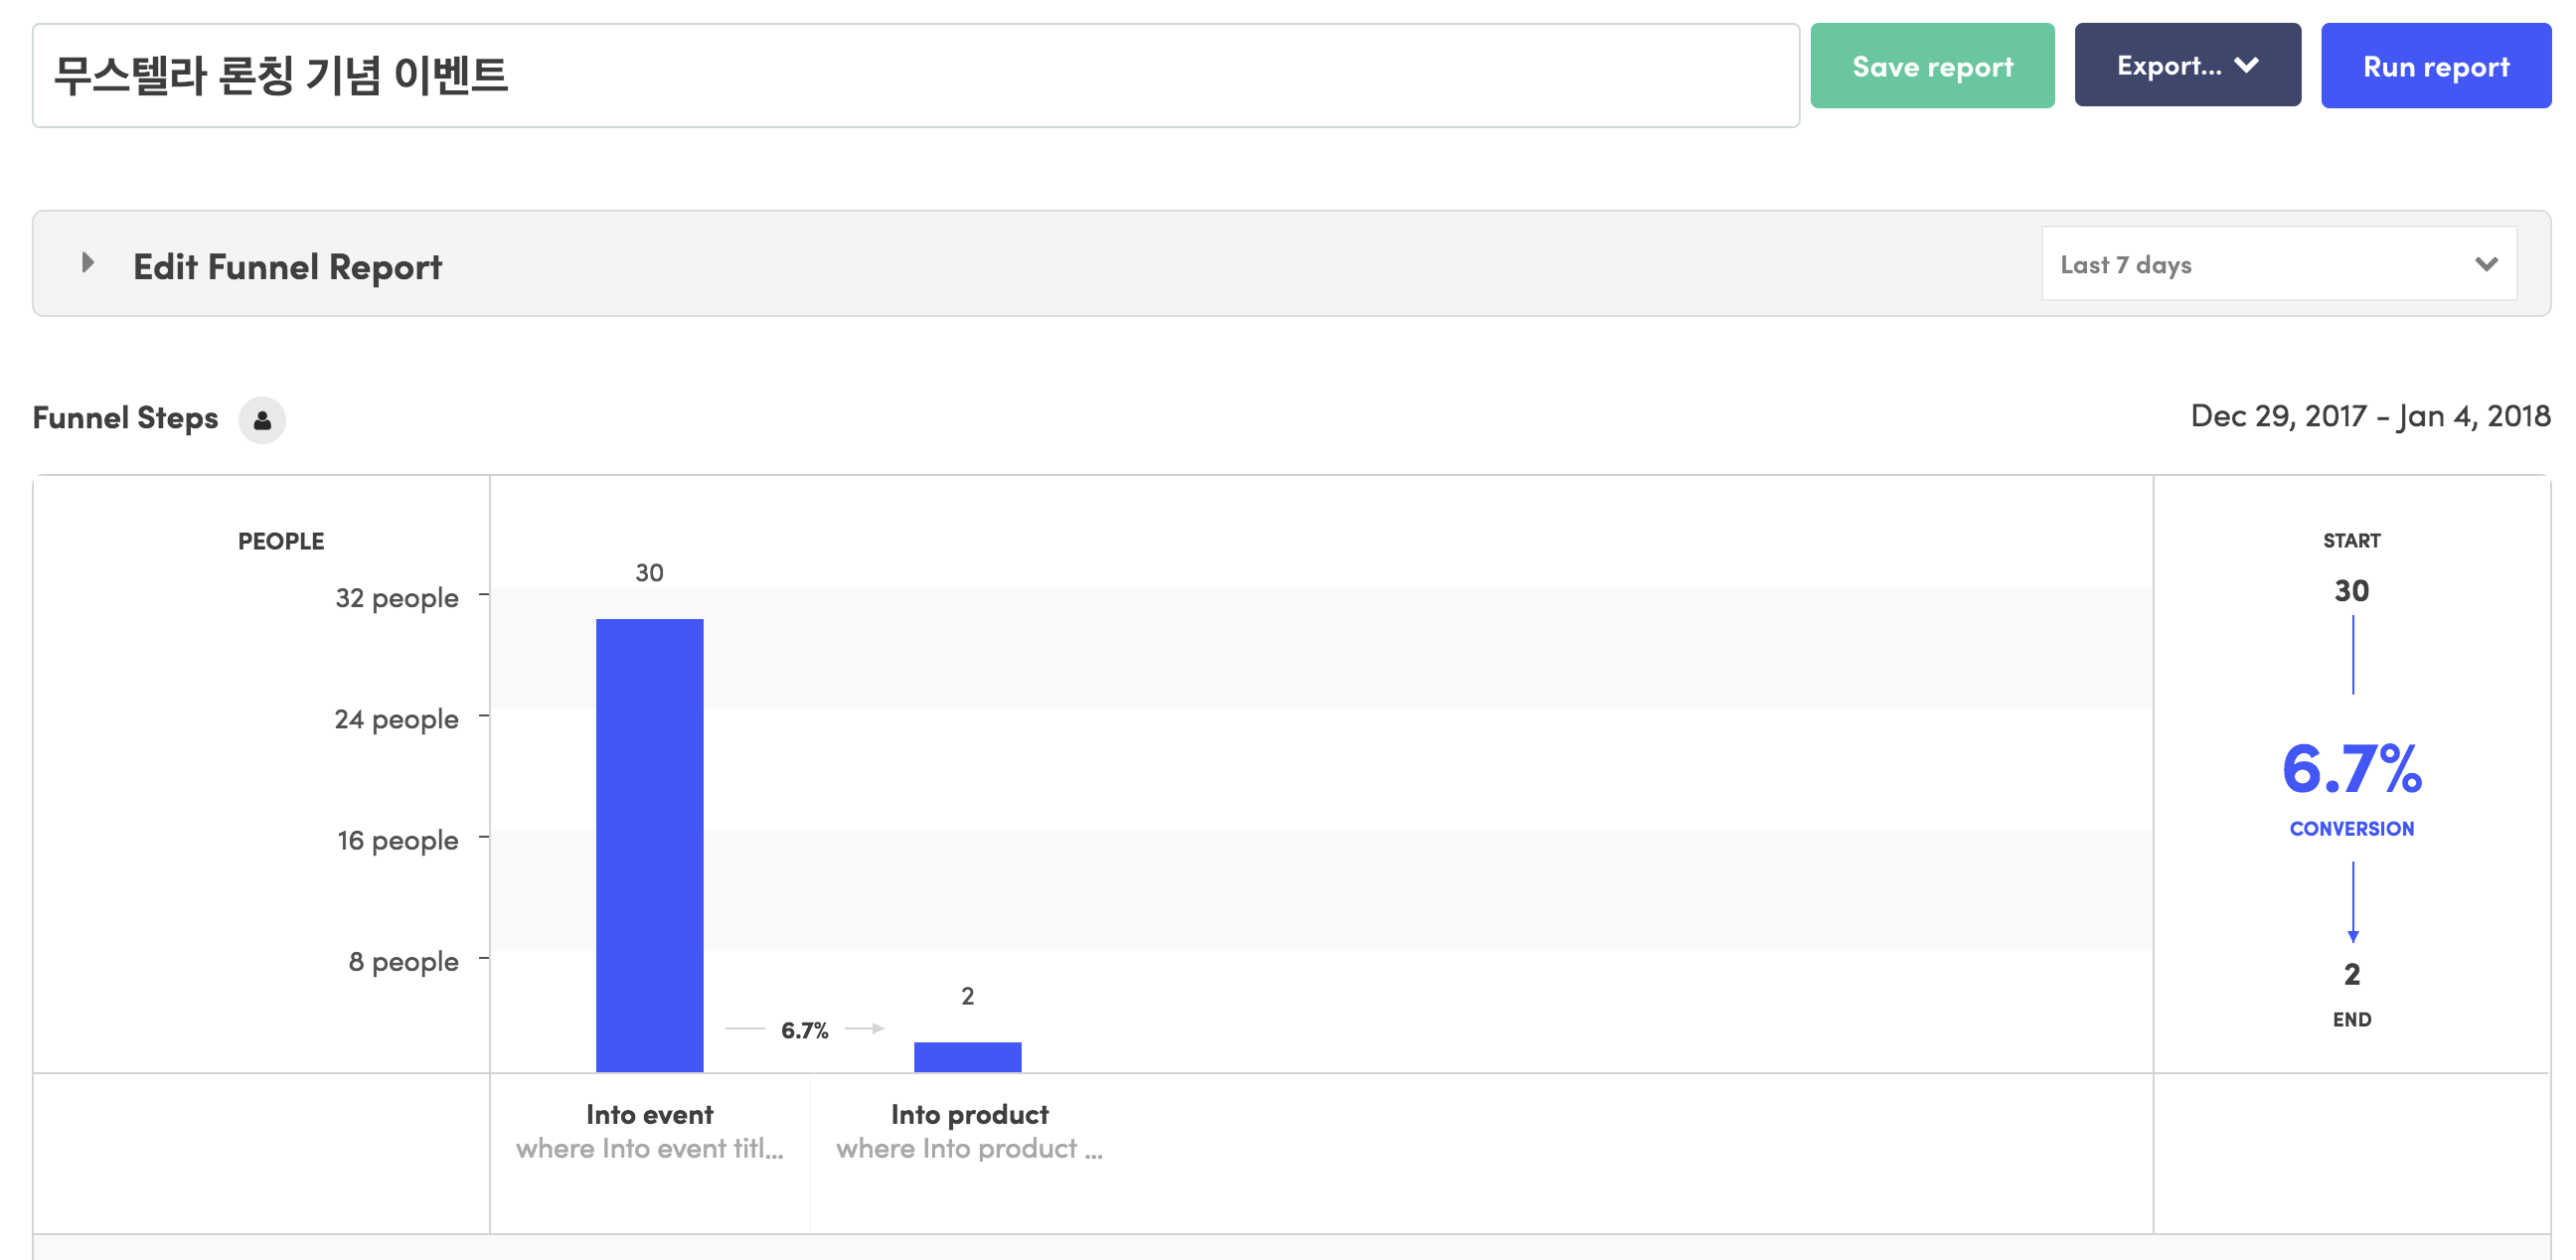 무스텔라 론칭 기념 이벤트
Save report
Export...
Run report
Edit Funnel Report
Last 7 days
Funnel Steps
Dec 29, 2017 - Jan 4, 2018
PEOPLE
32 people
24 people
16 people
8 people
30
6.7%
2
START
30
6.7%
CONVERSION
2
END
Into event
where Into event titl...
Into product
where Into product ...